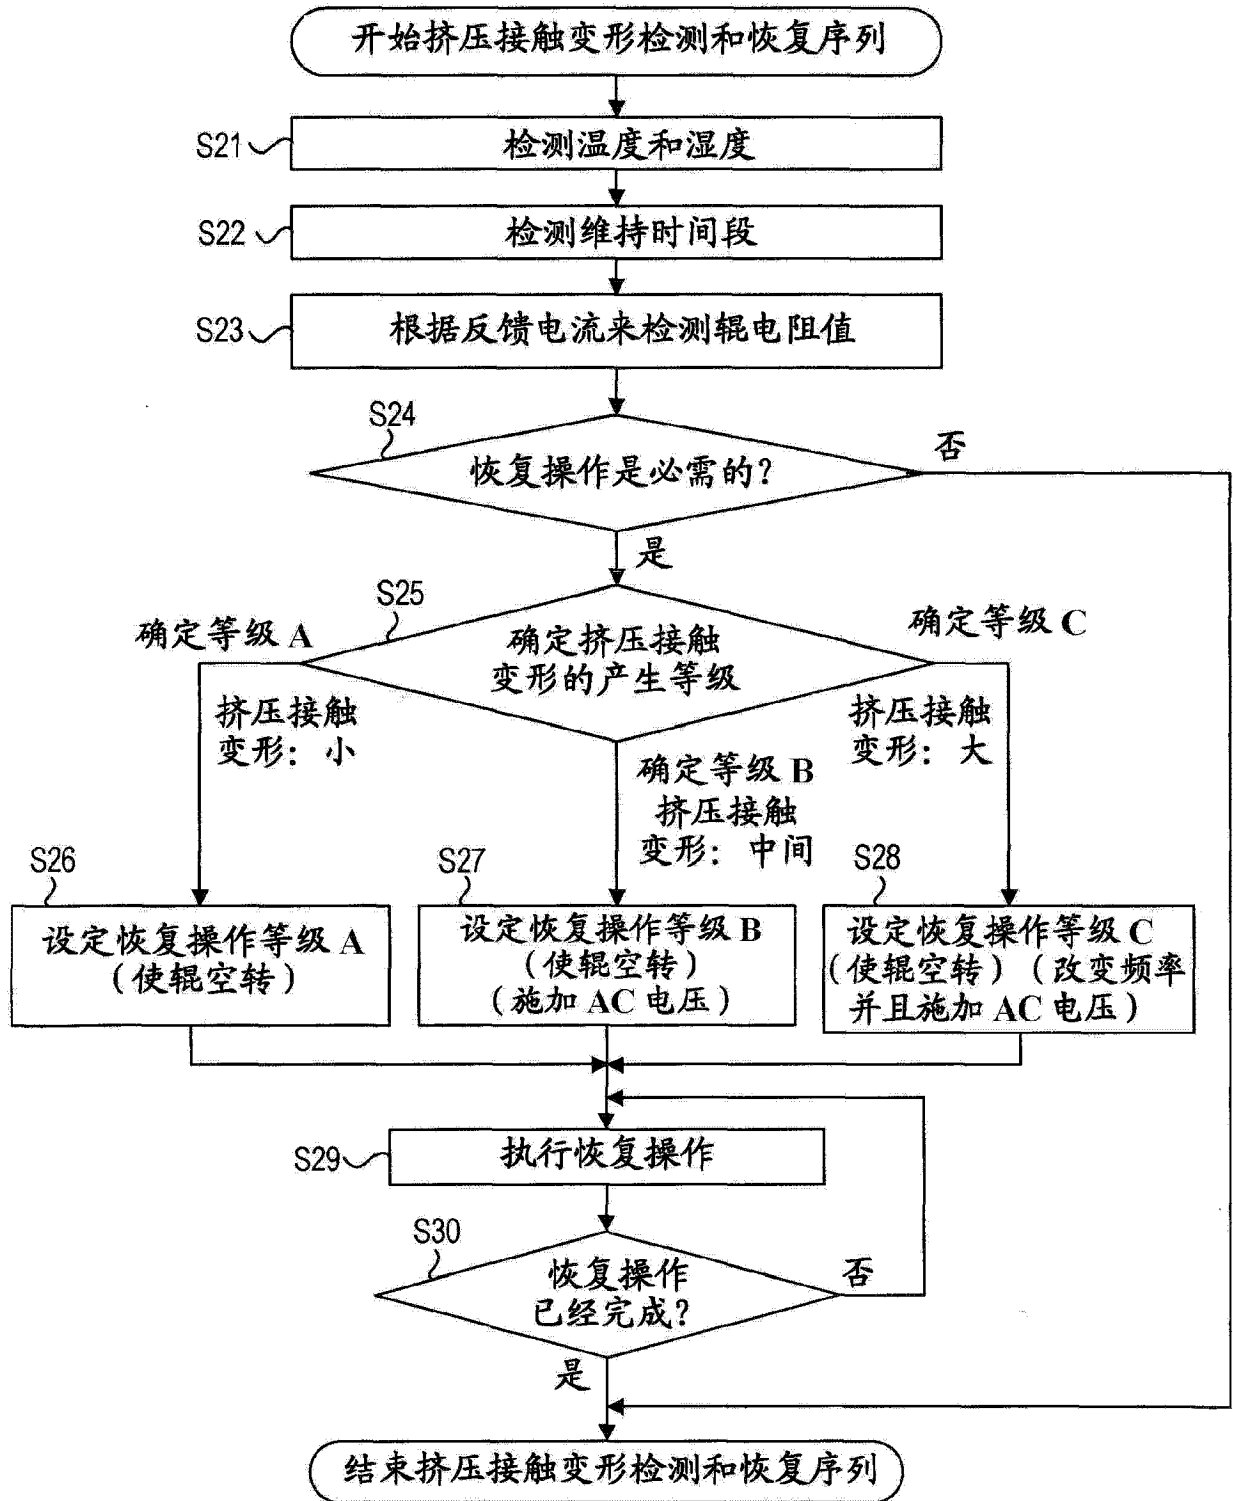 开始挤压接触变形检测和恢复序列
S21
检测温度和湿度
S22
检测维持时间段
S23
根据反馈电流来检测辊电阻值
S24
恢复操作是必需的?
否
是
S25
确定挤压接触
变形的产生等级
确定等级 A
挤压接触
变形：小
确定等级 B
挤压接触
变形：中间
确定等级 C
挤压接触
变形：大
S26
设定恢复操作等级 A
（使辊空转）
S27
设定恢复操作等级 B
（使辊空转）
（施加 AC 电压）
S28
设定恢复操作等级 C
（使辊空转）（改变频率
并且施加 AC 电压）
S29
执行恢复操作
S30
恢复操作
已经完成?
否
是
结束挤压接触变形检测和恢复序列